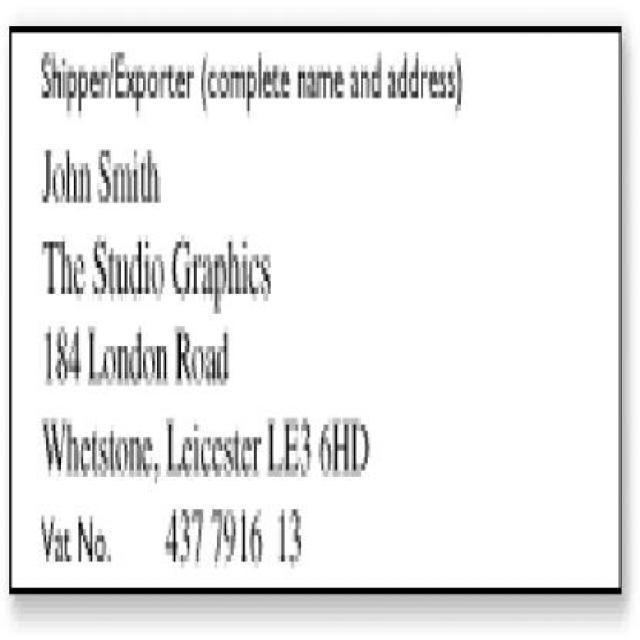 Shipper/Exporter (complete name and address)
John Smith
The Studio Graphics
184 London Road
Whetstone, Leicester LE3 6HD
Vat No. 437 7916 13